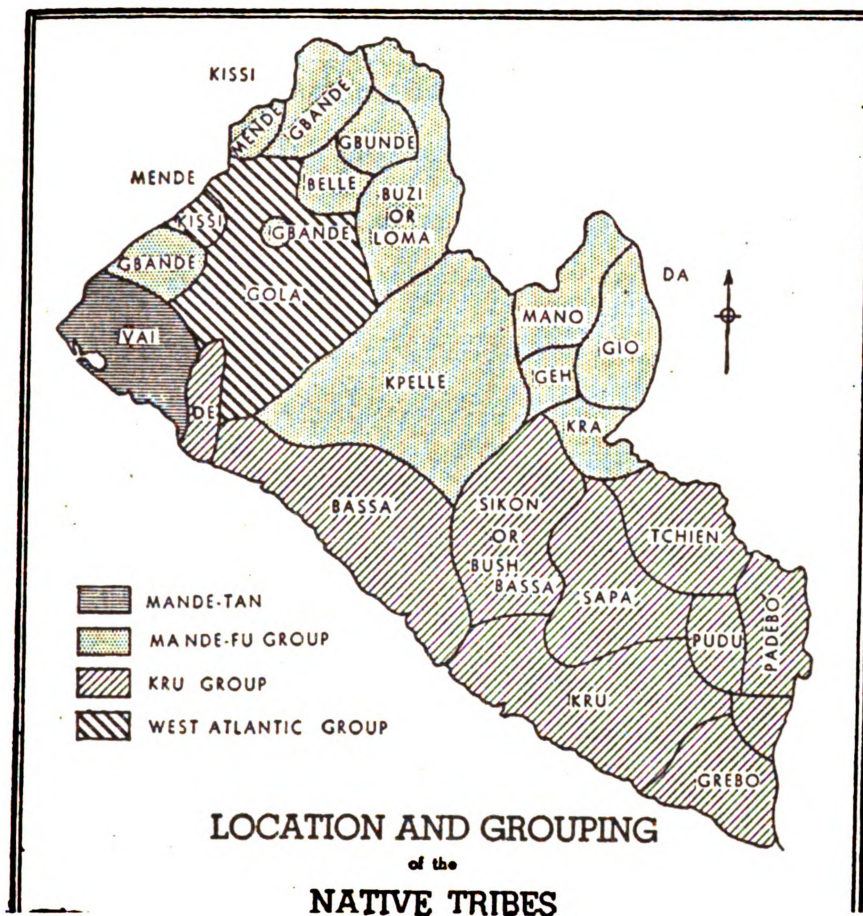 KISSI
MENDE
GBANDE
GBUNDE
MENDE
BELLE
BUZI
OR
LOMA
KISSI
GBANDE
GBANDE
GOLA
DA
MANO
VAI
GIO
GEH
KPELLE
DE
KRA
BASSA
SIKON
OR
BUSH
BASSA
TCHIEN
SAPA
PUDU
PADEBO
KRU
GREBO
MANDE-TAN
MANDE-FU GROUP
KRU GROUP
WEST ATLANTIC GROUP
LOCATION AND GROUPING
of the
NATIVE TRIBES